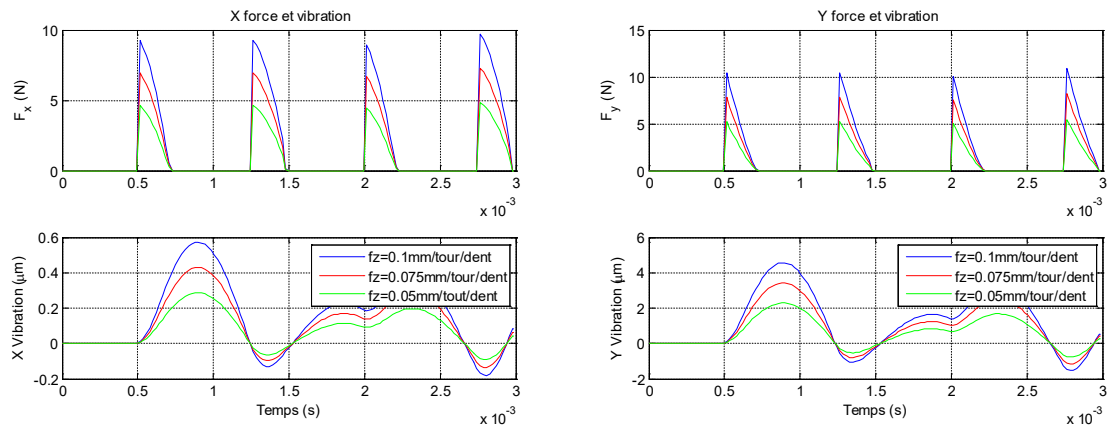 X force et vibration
F_x (N)
10
5
0
0 0.5 1 1.5 2 2.5 3
x 10^-3
X Vibration (μm)
0.6
0.4
0.2
0
-0.2
fz=0.1mm/tour/dent
fz=0.075mm/tour/dent
fz=0.05mm/tout/dent
0 0.5 1 1.5 2 2.5 3
Temps (s)
x 10^-3
Y force et vibration
F_y (N)
15
10
5
0
0 0.5 1 1.5 2 2.5 3
x 10^-3
Y Vibration (μm)
6
4
2
0
-2
fz=0.1mm/tour/dent
fz=0.075mm/tour/dent
fz=0.05mm/tout/dent
0 0.5 1 1.5 2 2.5 3
Temps (s)
x 10^-3